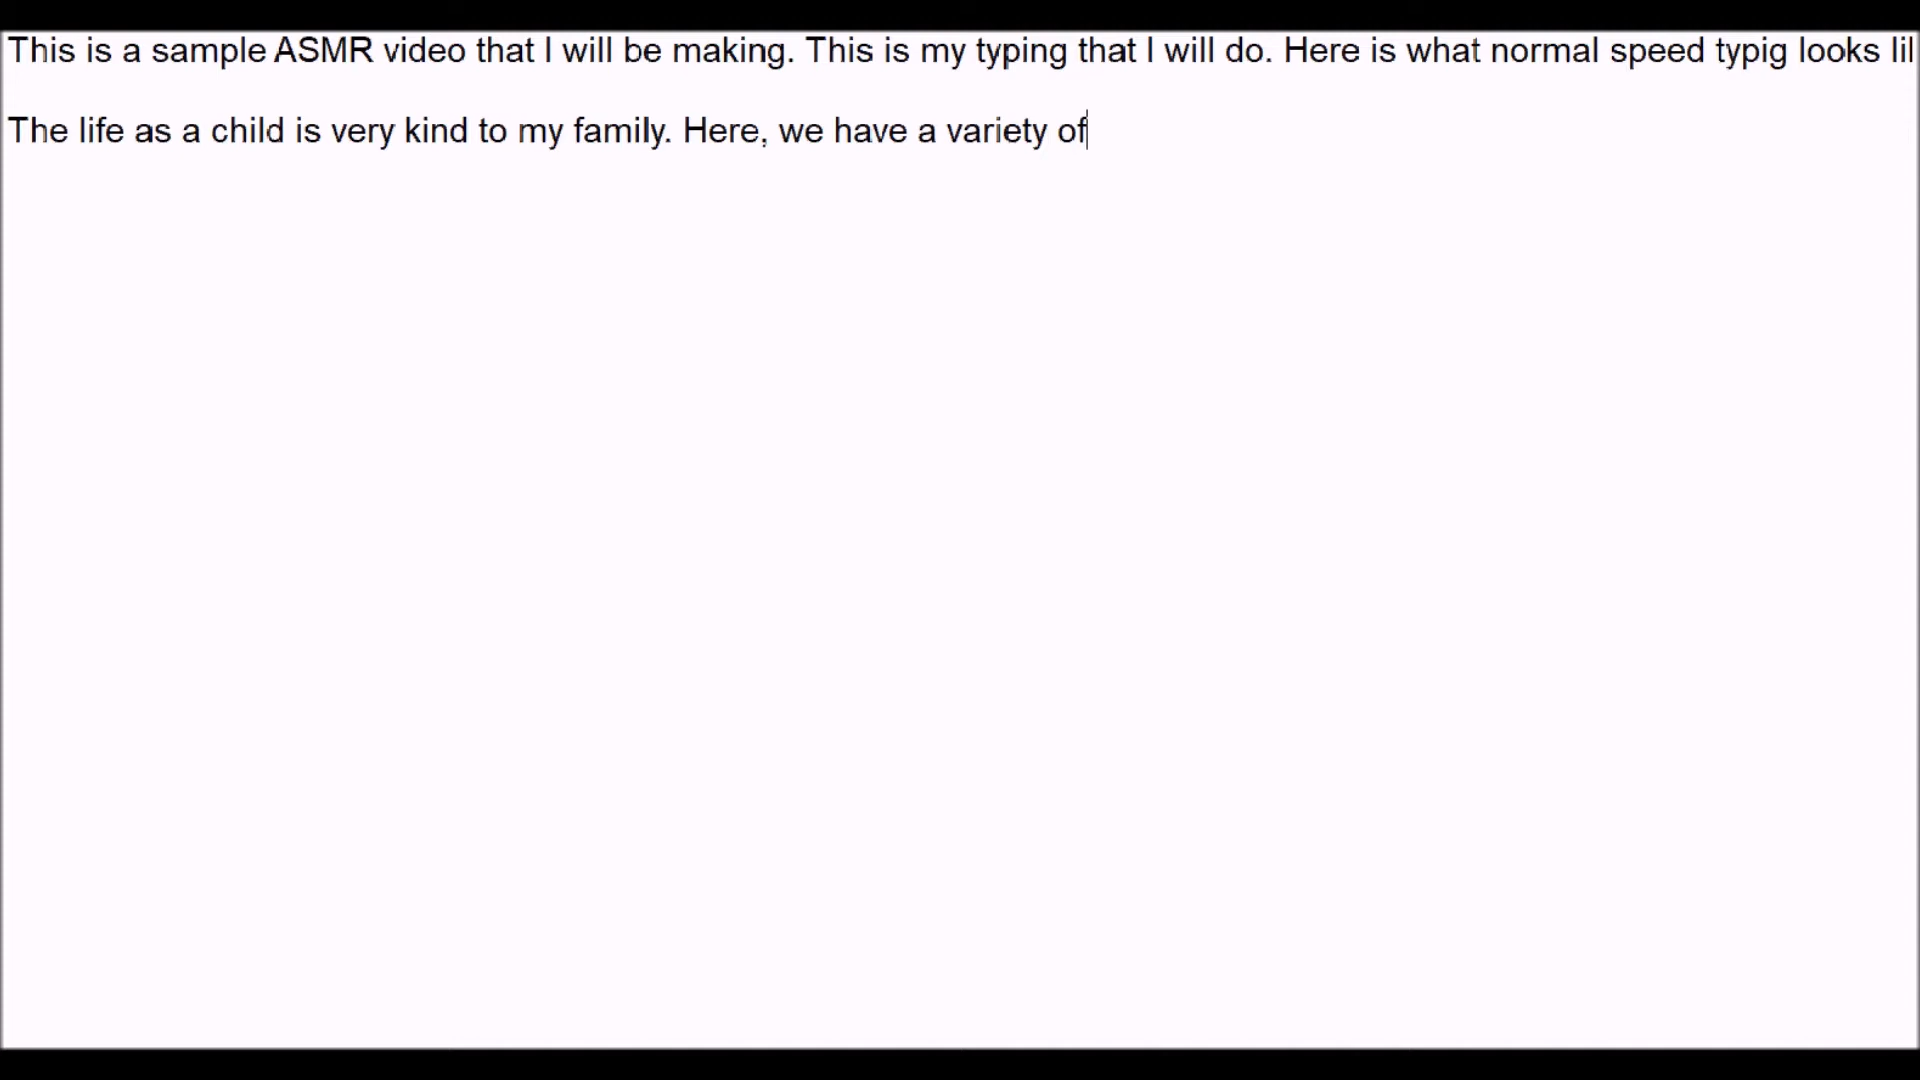 This is a sample ASMR video that I will be making. This is my typing that I will do. Here is what normal speed typig looks
The life as a child is very kind to my family. Here, we have a variety of